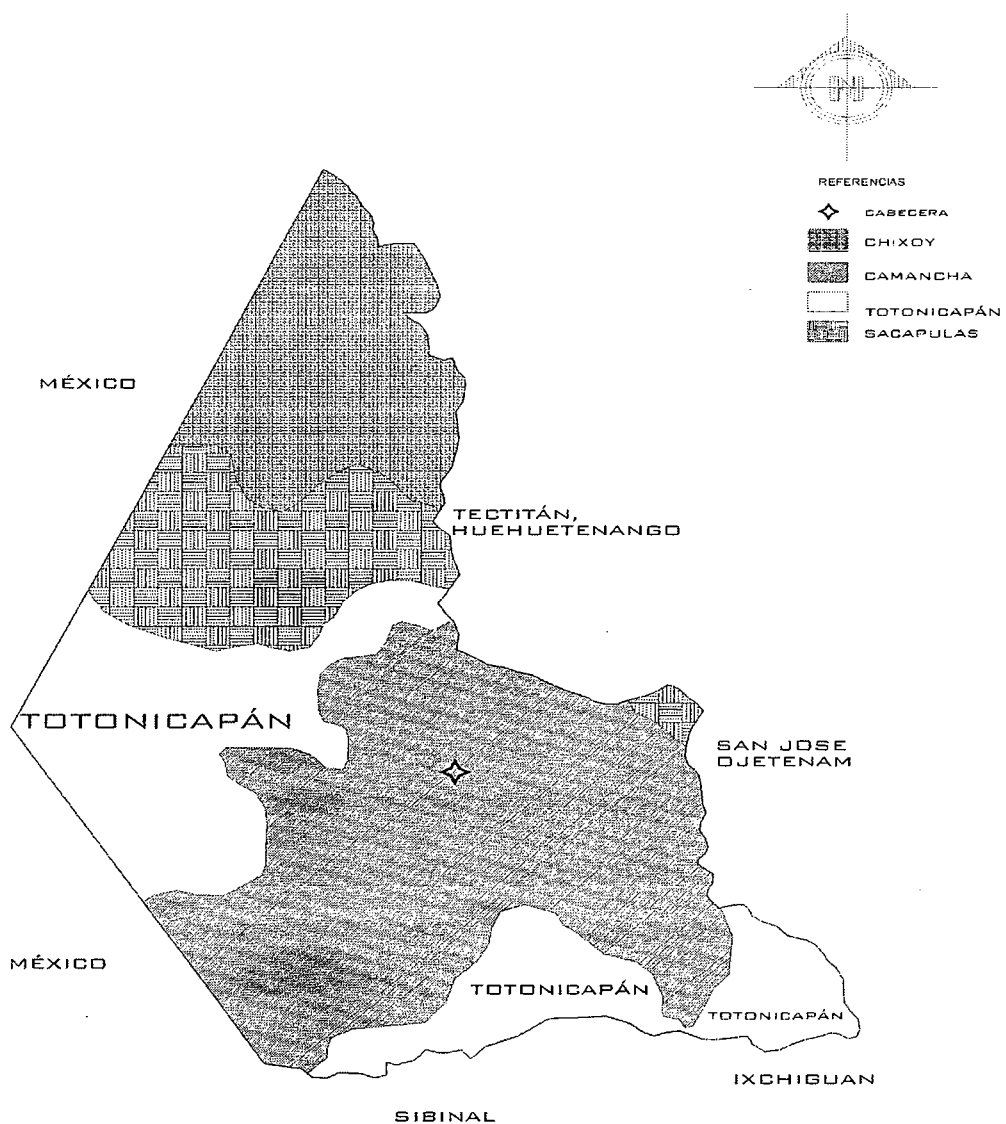 N
REFERENCIAS
CABECERA
CHIXOY
CAMANCHA
TOTONICAPÁN
SACAPULAS
MÉXICO
TECTITÁN,
HUEHUETENANGO
TOTONICAPÁN
SAN JOSE
OJETENAM
MÉXICO
TOTONICAPÁN
TOTONICAPÁN
IXCHIGUAN
SIBINAL